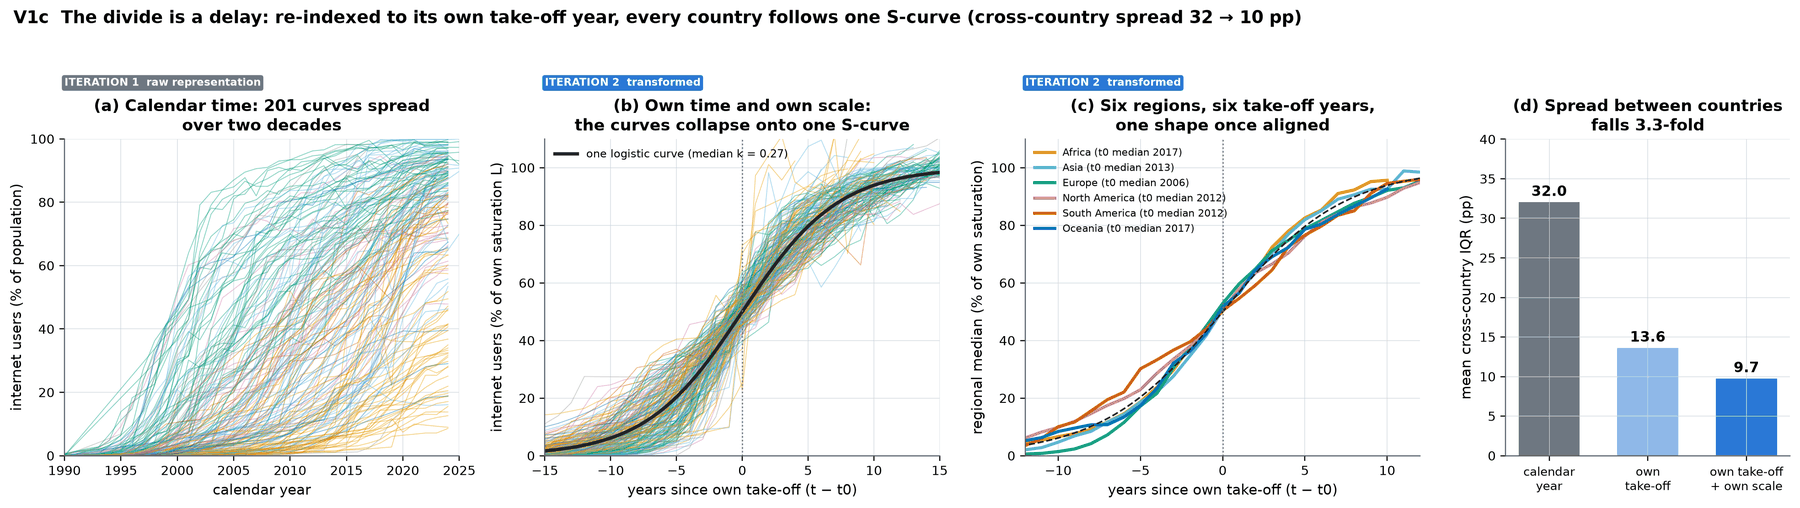 V1c  The divide is a delay: re-indexed to its own take-off year, every country follows one S-curve (cross-country spread 32 → 10 pp)
ITERATION 1  raw representation
(a) Calendar time: 201 curves spread
over two decades
internet users (% of population)
100
80
60
40
20
0
1990 1995 2000 2005 2010 2015 2020 2025
calendar year
ITERATION 2  transformed
(b) Own time and own scale:
the curves collapse onto one S-curve
one logistic curve (median k = 0.27)
internet users (% of own saturation L)
100
80
60
40
20
0
−15 −10 −5 0 5 10 15
years since own take-off (t − t0)
ITERATION 2  transformed
(c) Six regions, six take-off years,
one shape once aligned
Africa (t0 median 2017)
Asia (t0 median 2013)
Europe (t0 median 2006)
North America (t0 median 2012)
South America (t0 median 2012)
Oceania (t0 median 2017)
regional median (% of own saturation)
100
80
60
40
20
0
−10 −5 0 5 10
years since own take-off (t − t0)
(d) Spread between countries
falls 3.3-fold
mean cross-country IQR (pp)
40
35
30
25
20
15
10
5
0
32.0
13.6
9.7
calendar
year
own
take-off
own take-off
+ own scale